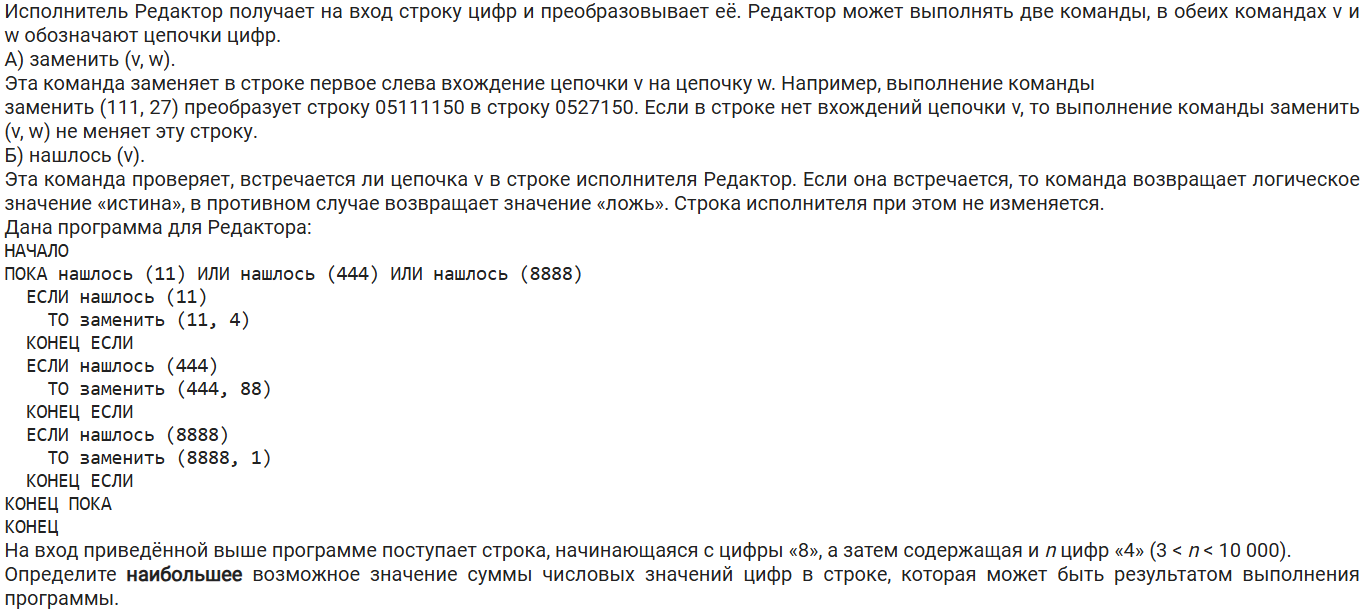 Исполнитель Редактор получает на вход строку цифр и преобразовывает её. Редактор может выполнять две команды, в обеих командах v и
w обозначают цепочки цифр.
А) заменить (v, w).
Эта команда заменяет в строке первое слева вхождение цепочки v на цепочку w. Например, выполнение команды
заменить (111, 27) преобразует строку 05111150 в строку 0527150. Если в строке нет вхождений цепочки v, то выполнение команды заменить
(v, w) не меняет эту строку.
Б) нашлось (v).
Эта команда проверяет, встречается ли цепочка v в строке исполнителя Редактор. Если она встречается, то команда возвращает логическое
значение «истина», в противном случае возвращает значение «ложь». Строка исполнителя при этом не изменяется.
Дана программа для Редактора:
НАЧАЛО
ПОКА нашлось (11) ИЛИ нашлось (444) ИЛИ нашлось (8888)
ЕСЛИ нашлось (11)
ТО заменить (11, 4)
КОНЕЦ ЕСЛИ
ЕСЛИ нашлось (444)
ТО заменить (444, 88)
КОНЕЦ ЕСЛИ
ЕСЛИ нашлось (8888)
ТО заменить (8888, 1)
КОНЕЦ ЕСЛИ
КОНЕЦ ПОКА
КОНЕЦ
На вход приведённой выше программе поступает строка, начинающаяся с цифры «8», а затем содержащая и n цифр «4» (3 < n < 10 000).
Определите наибольшее возможное значение суммы числовых значений цифр в строке, которая может быть результатом выполнения
программы.